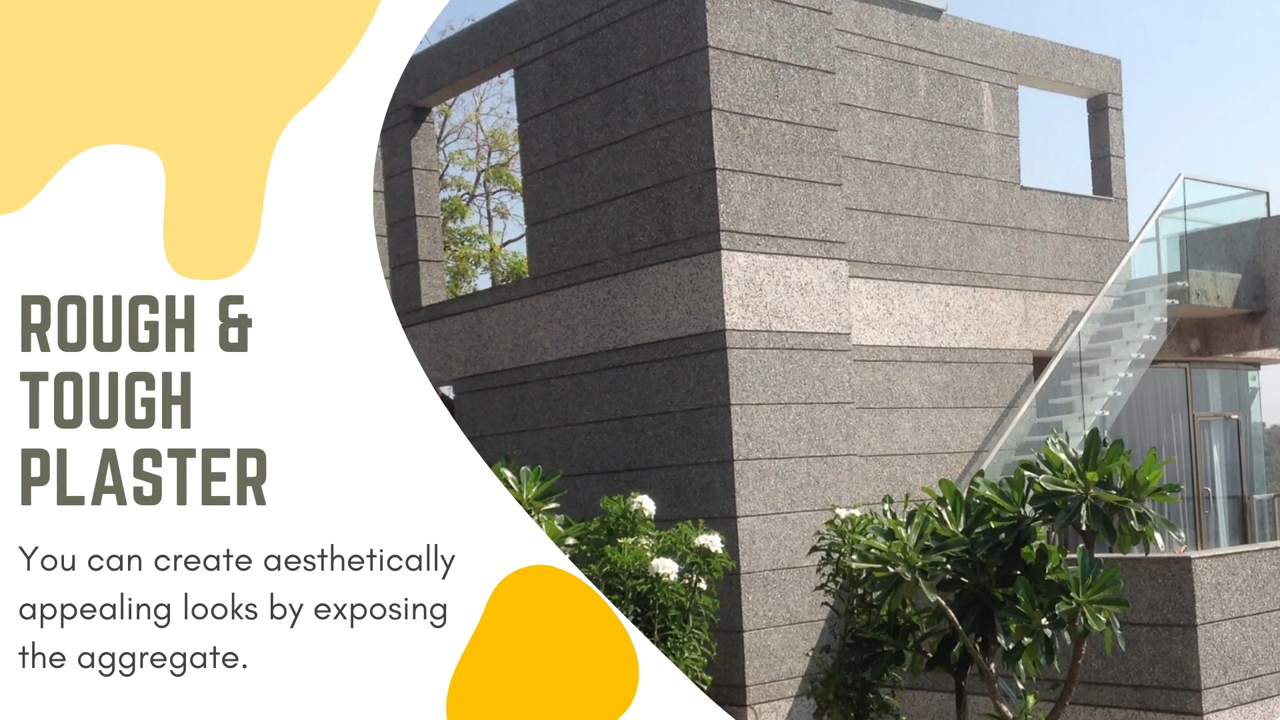 ROUGH &
TOUGH
PLASTER
You can create aesthetically
appealing looks by exposing
the aggregate.